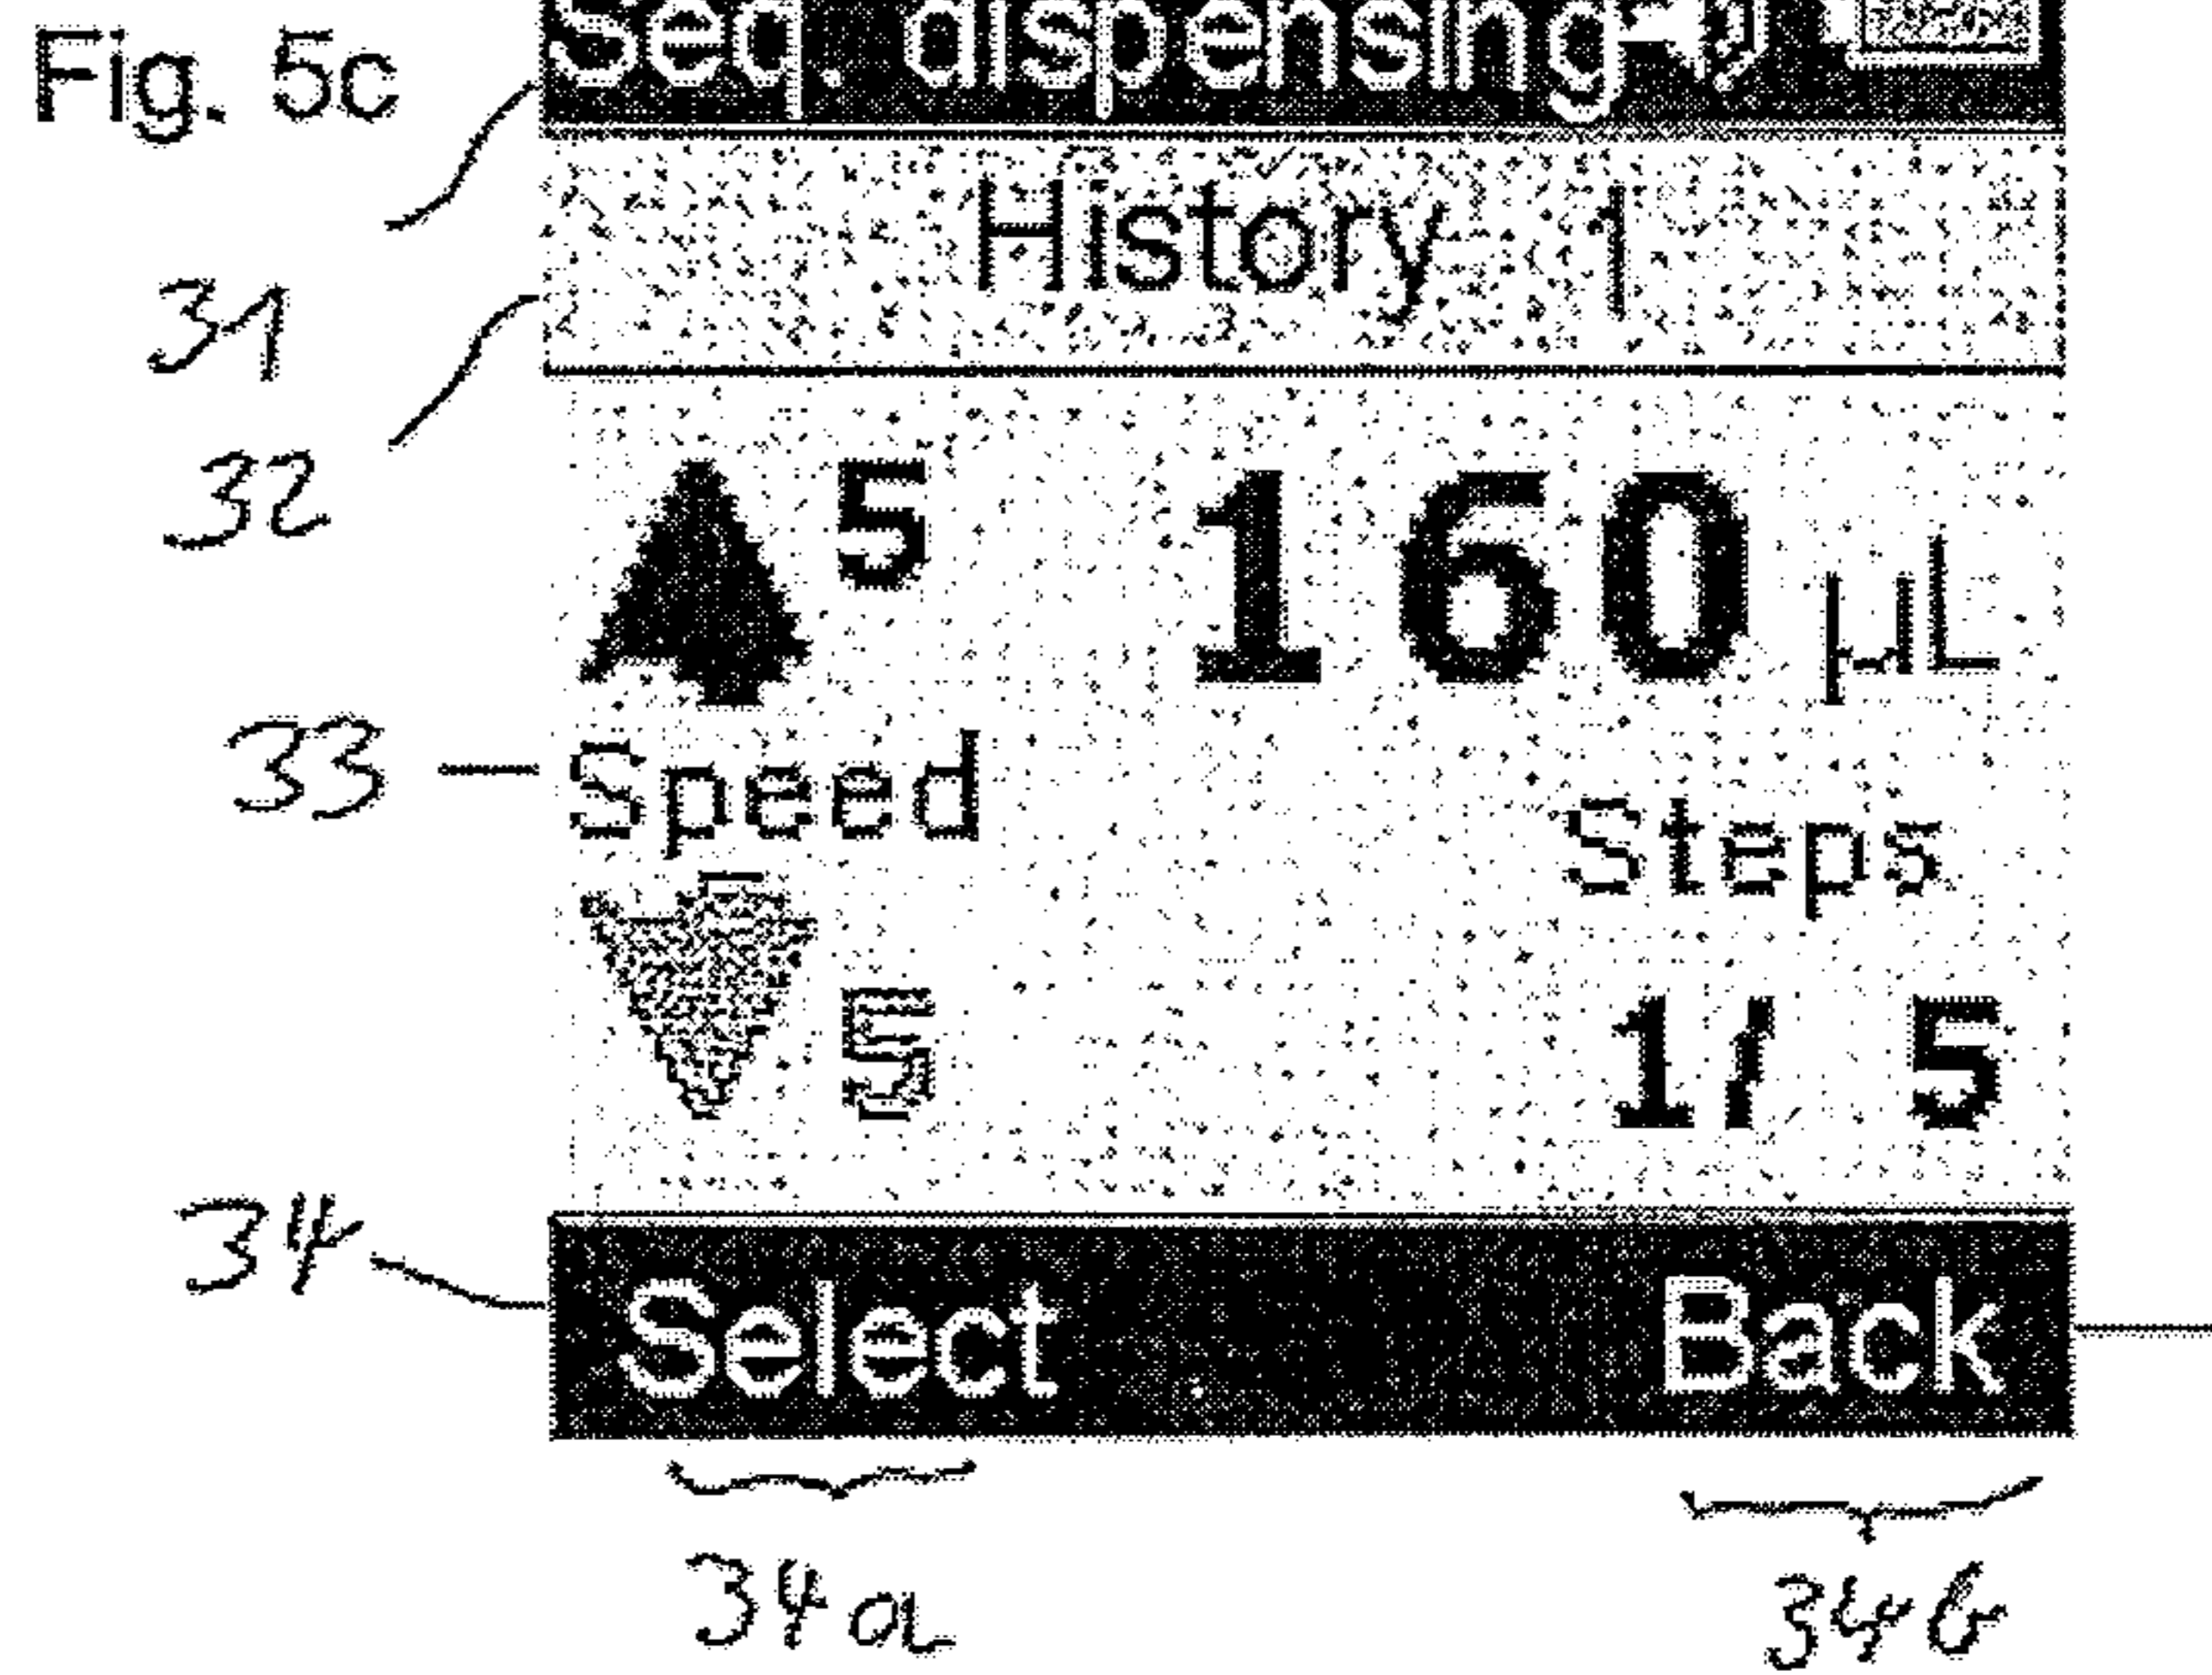 Fig. 5c
Seq. dispensing
31
History 1
32
5 160 µL
33
Speed
Steps
5 1/ 5
34
Select Back
34a 34b